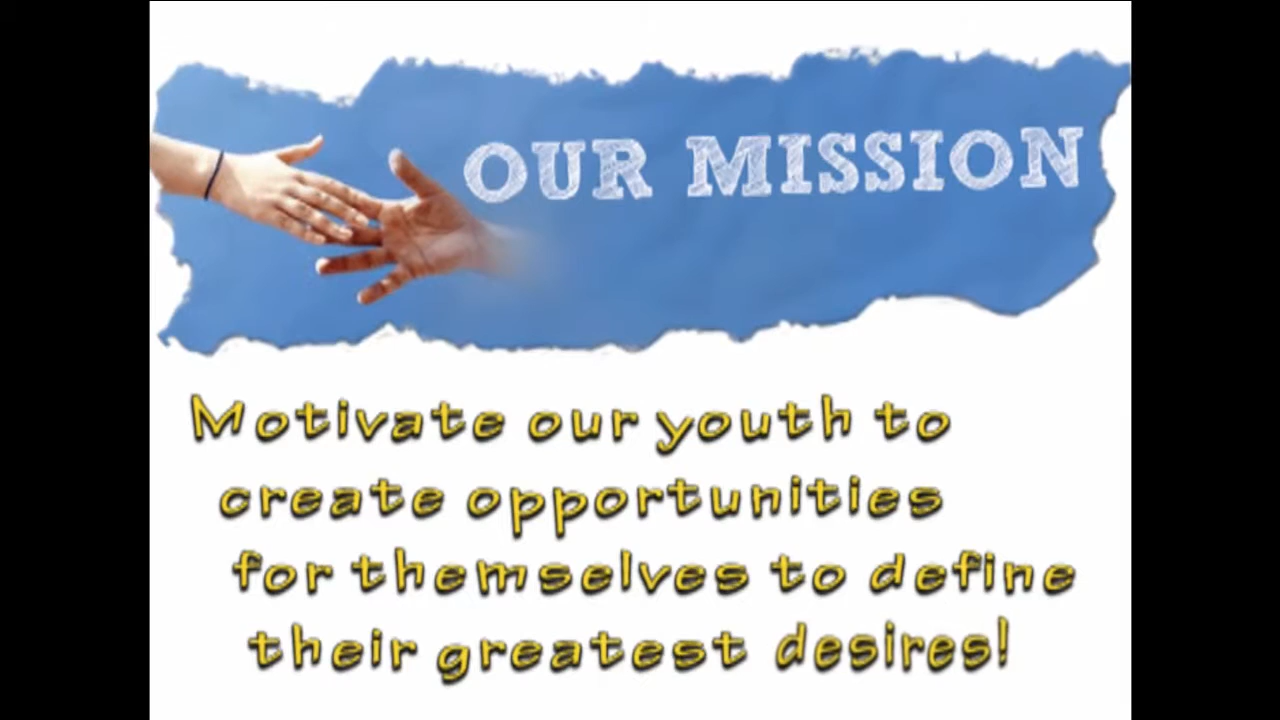 OUR MISSION
Motivate our youth to
create opportunities
for themselves to define
their greatest desires!